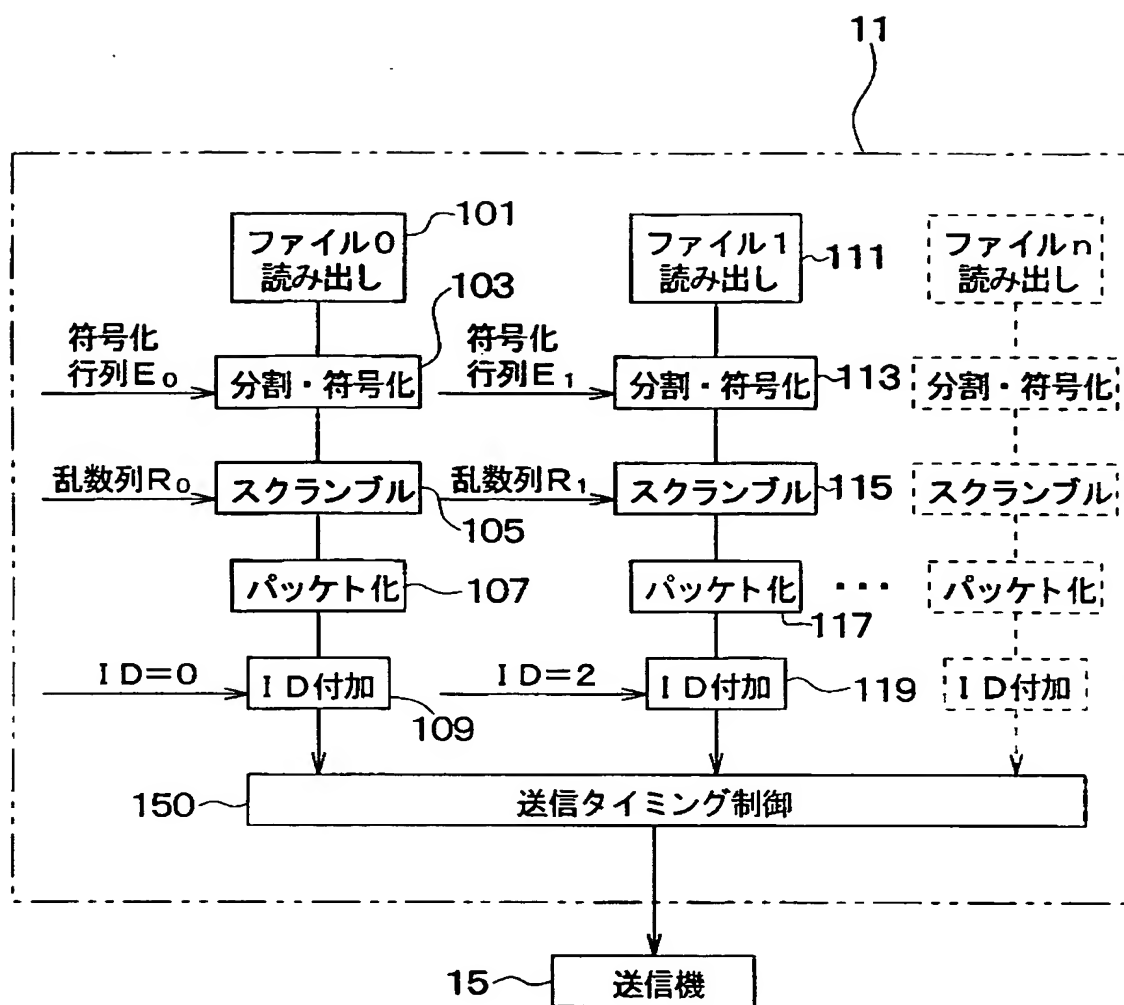 11
101
ファイル0
読み出し
103
符号化
行列E₀
分割・符号化
乱数列R₀
スクランブル
105
パッケト化
107
ID=0
ID付加
109
ファイル1
読み出し
111
符号化
行列E₁
分割・符号化
113
乱数列R₁
スクランブル
115
パッケト化
117
ID=2
ID付加
119
・・・
ファイルn
読み出し
分割・符号化
スクランブル
パッケト化
ID付加
150
送信タイミング制御
15
送信機